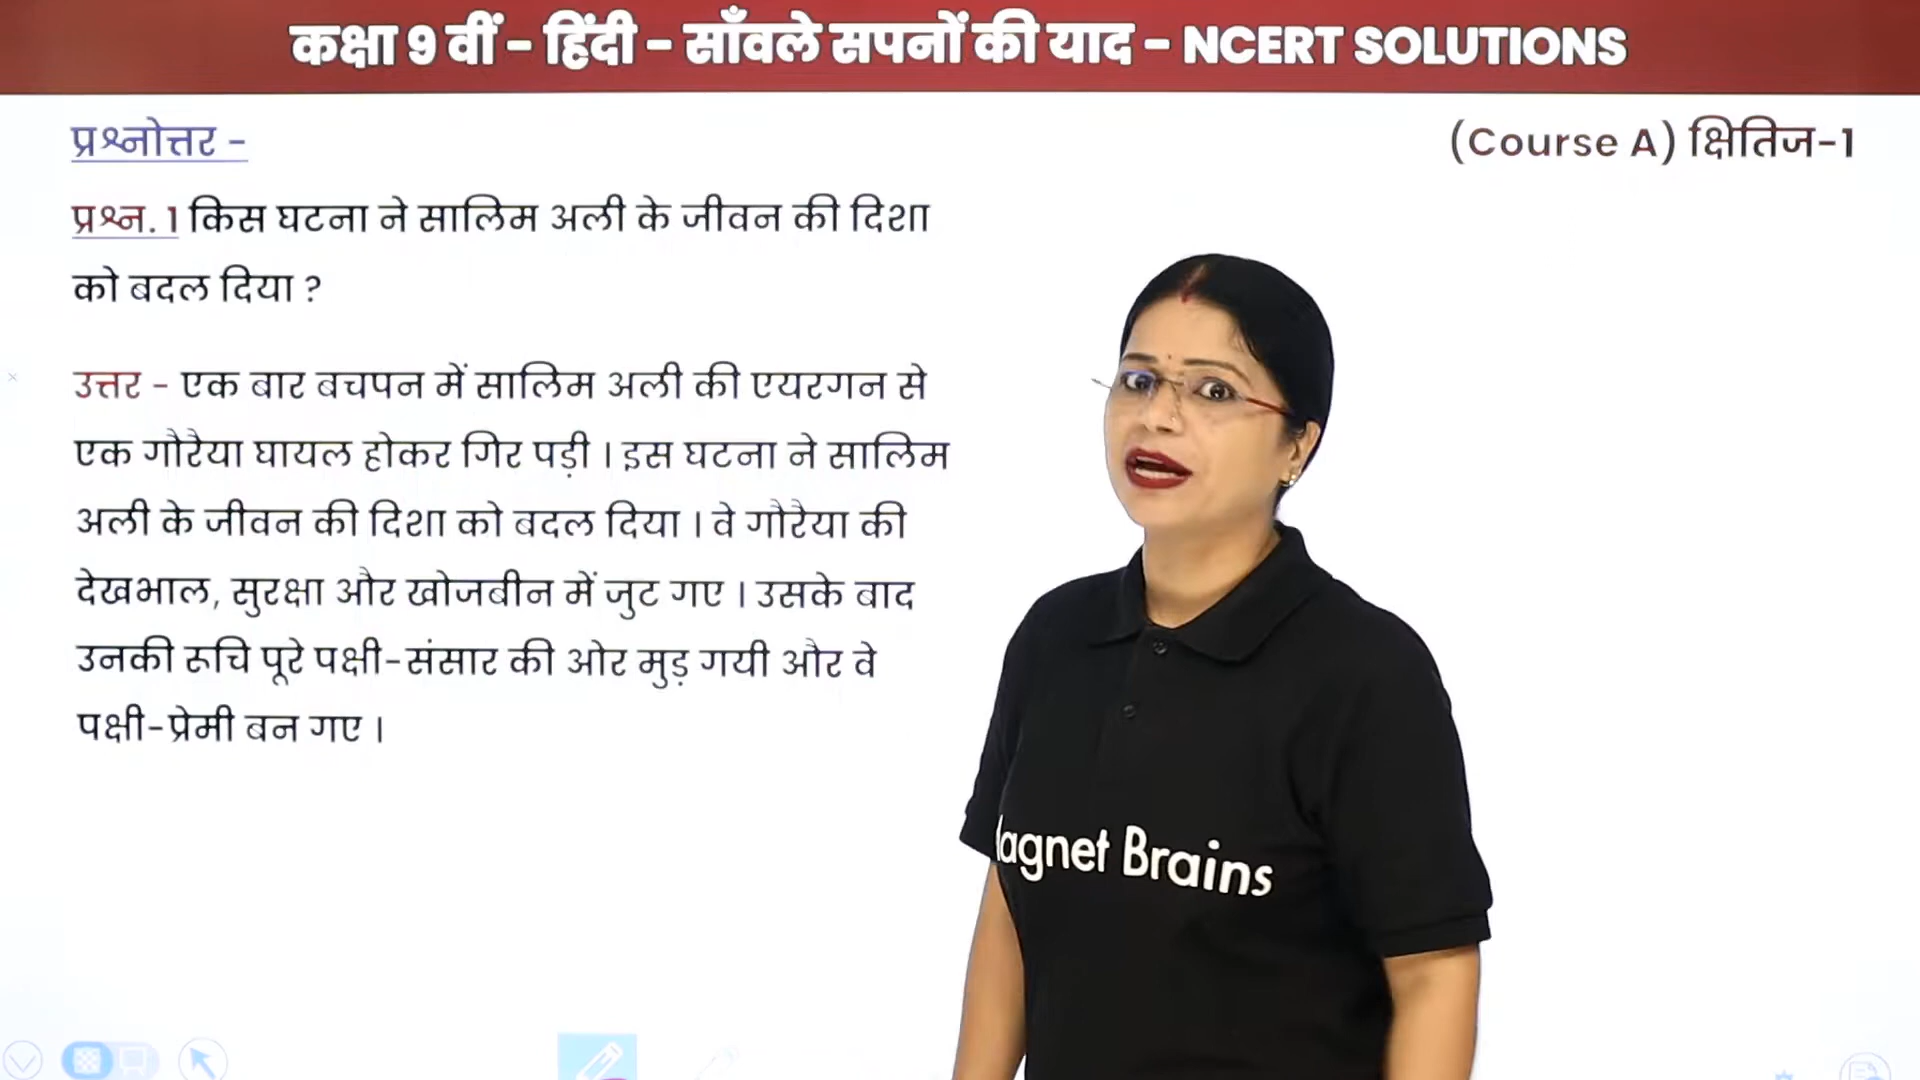 कक्षा 9 वीं - हिंदी - साँवले सपनों की याद - NCERT SOLUTIONS
प्रश्नोत्तर -
(Course A) क्षितिज-1
प्रश्न. 1 किस घटना ने सालिम अली के जीवन की दिशा
को बदल दिया ?
उत्तर - एक बार बचपन में सालिम अली की एयरगन से
एक गौरैया घायल होकर गिर पड़ी । इस घटना ने सालिम
अली के जीवन की दिशा को बदल दिया । वे गौरैया की
देखभाल, सुरक्षा और खोजबीन में जुट गए । उसके बाद
उनकी रूचि पूरे पक्षी-संसार की ओर मुड़ गयी और वे
पक्षी-प्रेमी बन गए ।
agnet Brains